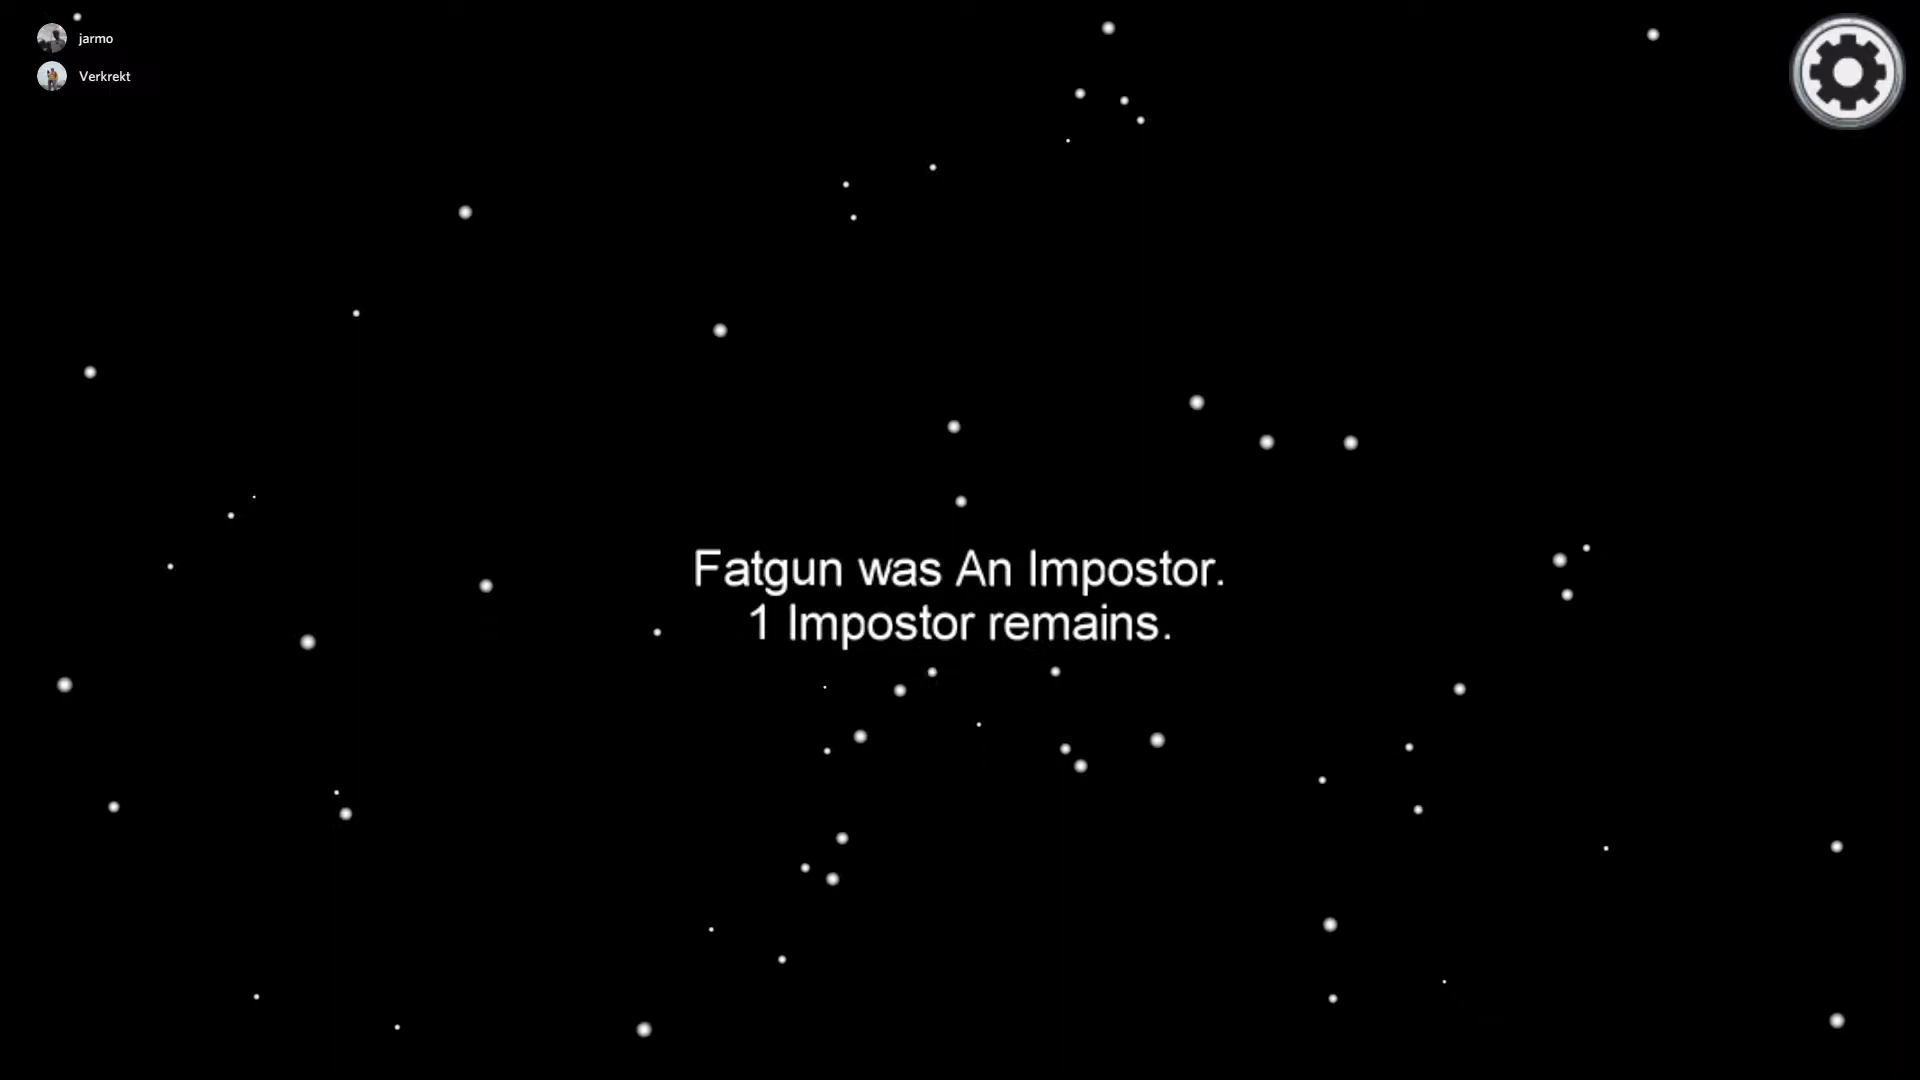 jarmo
Verkrekt
Fatgun was An Impostor.
1 Impostor remains.